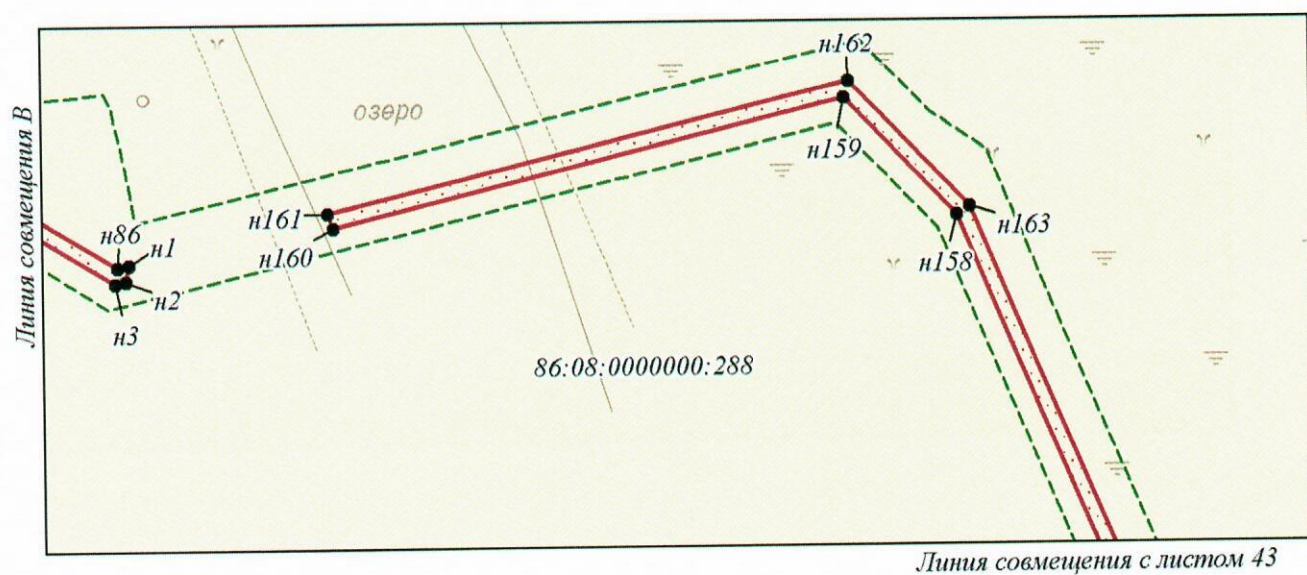 н162
озеро
Линия совмещения В
н159
н161
н163
н86
н1
н160
н158
н2
н3
86:08:0000000:288
Линия совмещения с листом 43